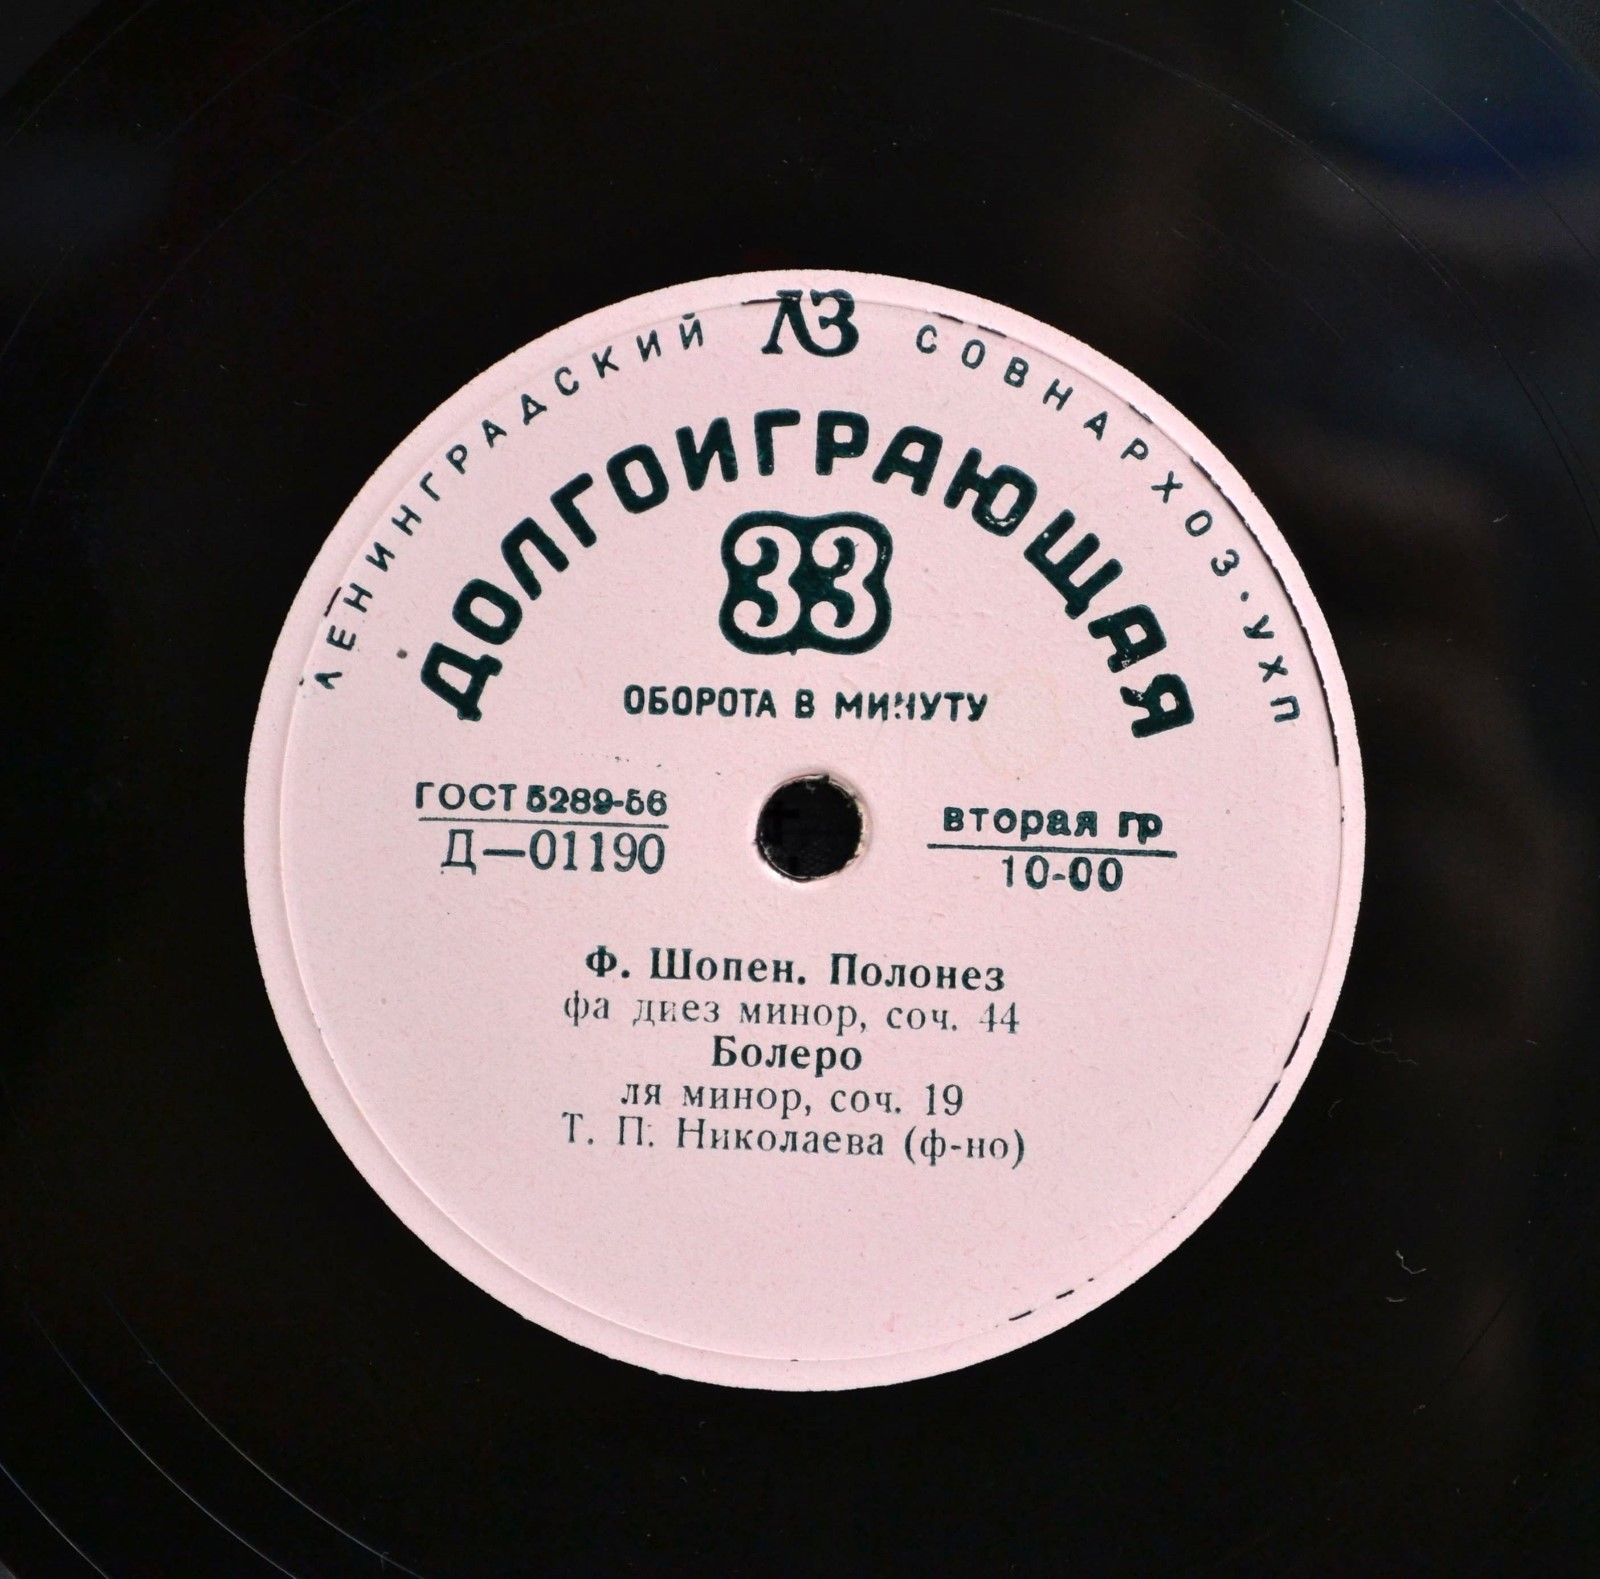 ЛЕНИНГРАДСКИЙ ЛЗ СОВНАРХОЗ. УХП
ДОЛГОИГРАЮЩАЯ
33
ОБОРОТА В МИНУТУ
ГОСТ 5289-56
Д—01190
вторая гр
10-00
Ф. Шопен. Полонез
фа диез минор, соч. 44
Болеро
ля минор, соч. 19
Т. П. Николаева (ф-но)